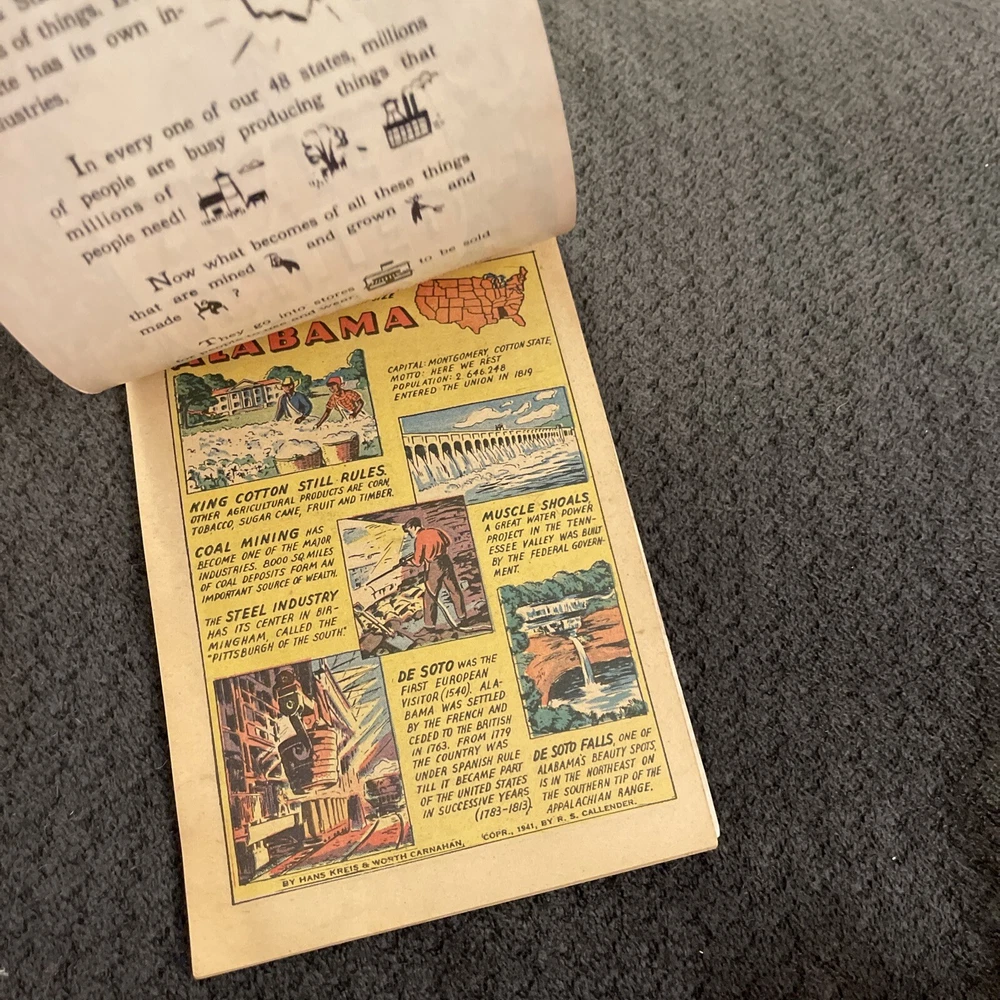 of things.
has its own in-
dustries.
In every one of our 48 states, millions
of people are busy producing things that
millions of
people need!
Now what becomes of all these things
that are mined and grown and
made ?
They go into stores to be sold
ALABAMA
CAPITAL: MONTGOMERY, COTTON STATE,
MOTTO: HERE WE REST
POPULATION: 2,646,248
ENTERED THE UNION IN 1819
KING COTTON STILL RULES.
OTHER AGRICULTURAL PRODUCTS ARE CORN,
TOBACCO, SUGAR CANE, FRUIT AND TIMBER.
COAL MINING HAS
BECOME ONE OF THE MAJOR
INDUSTRIES. 8000 SQ. MILES
OF COAL DEPOSITS FORM AN
IMPORTANT SOURCE OF WEALTH.
THE STEEL INDUSTRY
HAS ITS CENTER IN BIR-
MINGHAM, CALLED THE
"PITTSBURGH OF THE SOUTH."
MUSCLE SHOALS,
A GREAT WATER POWER
PROJECT IN THE TENN-
ESSEE VALLEY WAS BUILT
BY THE FEDERAL GOVERN-
MENT.
DE SOTO WAS THE
FIRST EUROPEAN
VISITOR (1540). ALA-
BAMA WAS SETTLED
BY THE FRENCH AND
CEDED TO THE BRITISH
IN 1763. FROM 1779
THE COUNTRY WAS
UNDER SPANISH RULE
TILL IT BECAME PART
OF THE UNITED STATES
IN SUCCESSIVE YEARS
(1783-1813).
DE SOTO FALLS, ONE OF
ALABAMA'S BEAUTY SPOTS,
IS IN THE NORTHEAST ON
THE SOUTHERN TIP OF THE
APPALACHIAN RANGE.
BY HANS KREIS & WORTH CARNAHAN,
COPR., 1941, BY R. S. CALLENDER.